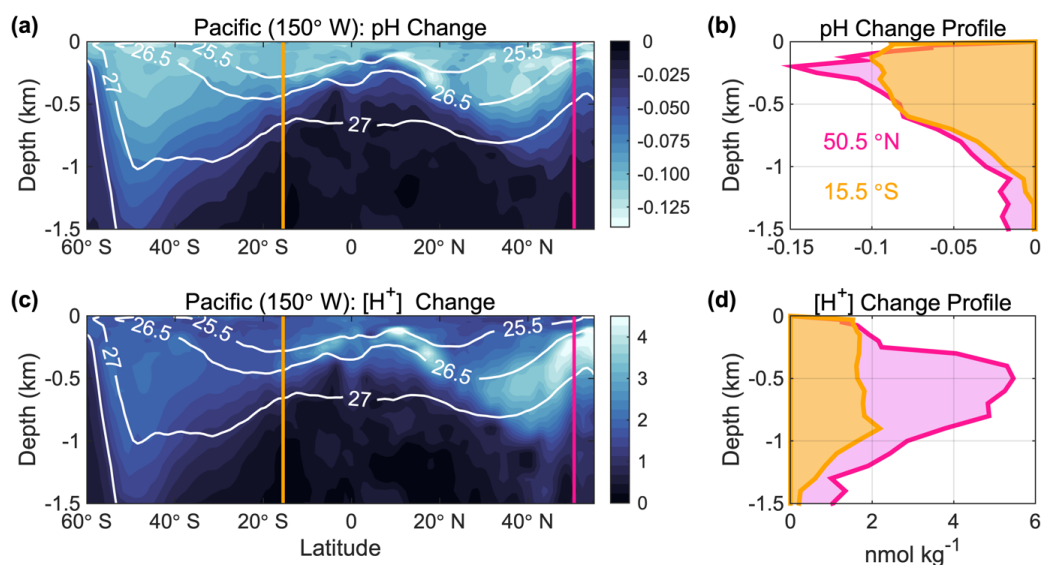 (a) Pacific (150° W): pH Change
Depth (km)
0
-0.5
-1
-1.5
60° S 40° S 20° S 0 20° N 40° N
26.5 25.5 25.5
27 26.5
27
0
-0.025
-0.050
-0.075
-0.100
-0.125
(b) pH Change Profile
Depth (km)
0
-0.5
-1
-1.5
50.5 °N
15.5 °S
-0.15 -0.1 -0.05 0
(c) Pacific (150° W): [H⁺] Change
Depth (km)
0
-0.5
-1
-1.5
60° S 40° S 20° S 0 20° N 40° N
Latitude
26.5 25.5 25.5
27 26.5
27
4
3
2
1
0
(d) [H⁺] Change Profile
Depth (km)
0
-0.5
-1
-1.5
0 2 4 6
nmol kg⁻¹